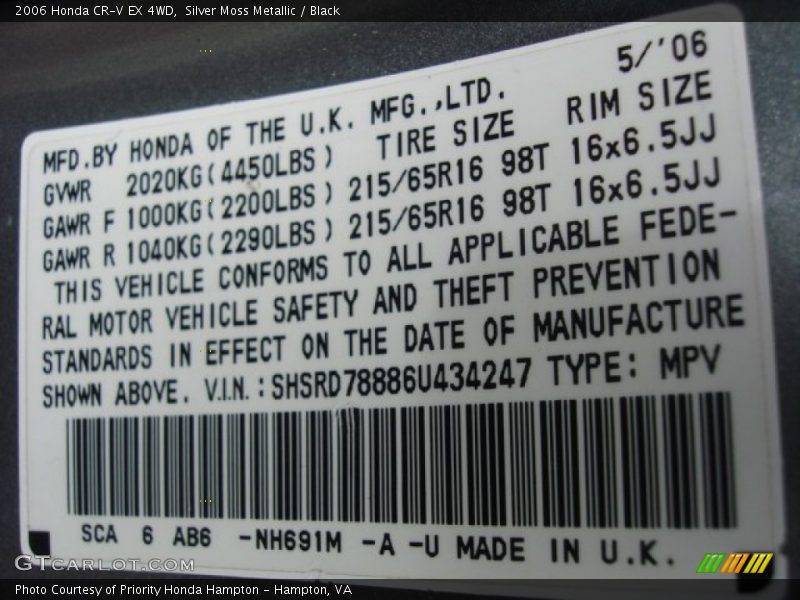 2006 Honda CR-V EX 4WD,  Silver Moss Metallic / Black
5/'06
MFD.BY HONDA OF THE U.K. MFG.,LTD.
GVWR 2020KG(4450LBS) TIRE SIZE RIM SIZE
GAWR F 1000KG(2200LBS) 215/65R16 98T 16x6.5JJ
GAWR R 1040KG(2290LBS) 215/65R16 98T 16x6.5JJ
THIS VEHICLE CONFORMS TO ALL APPLICABLE FEDE-
RAL MOTOR VEHICLE SAFETY AND THEFT PREVENTION
STANDARDS IN EFFECT ON THE DATE OF MANUFACTURE
SHOWN ABOVE. V.I.N.:SHSRD78886U434247 TYPE: MPV
SCA 6 AB6 -NH691M -A -U MADE IN U.K.
GTCARLOT.COM
Photo Courtesy of Priority Honda Hampton - Hampton, VA